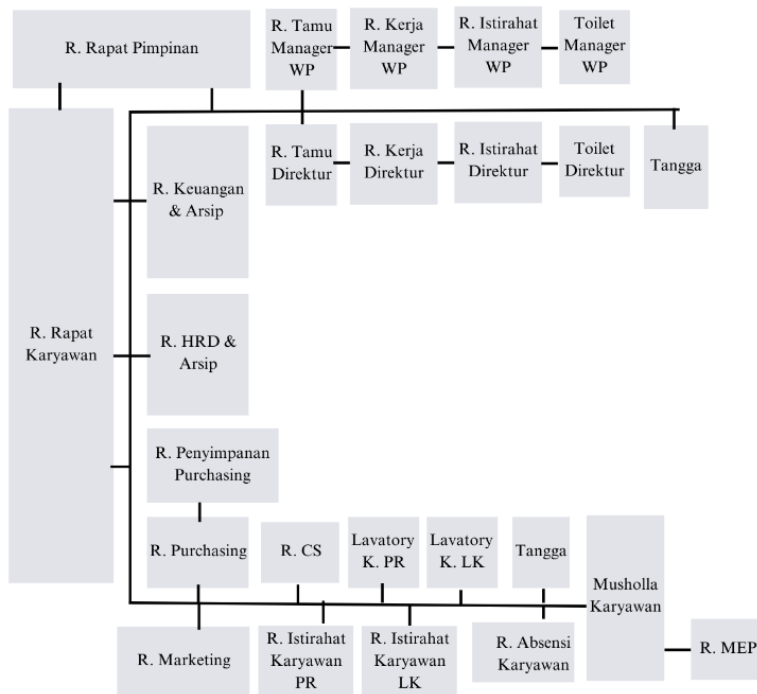 R. Rapat Pimpinan
R. Tamu
Manager
WP
R. Kerja
Manager
WP
R. Istirahat
Manager
WP
Toilet
Manager
WP
R. Tamu
Direktur
R. Kerja
Direktur
R. Istirahat
Direktur
Toilet
Direktur
Tangga
R. Keuangan
& Arsip
R. Rapat
Karyawan
R. HRD &
Arsip
R. Penyimpanan
Purchasing
R. Purchasing
R. CS
Lavatory
K. PR
Lavatory
K. LK
Tangga
Musholla
Karyawan
R. Marketing
R. Istirahat
Karyawan
PR
R. Istirahat
Karyawan
LK
R. Absensi
Karyawan
R. MEP